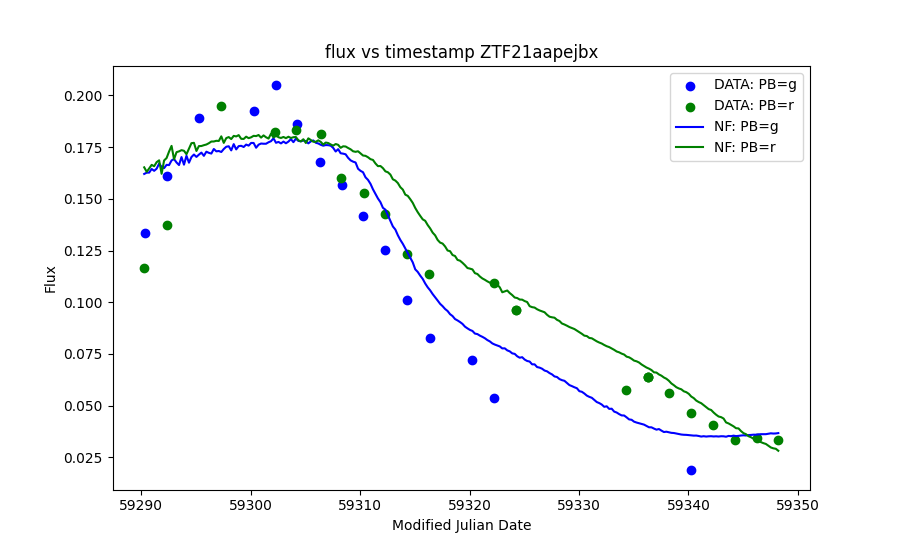 flux vs timestamp ZTF21aapejbx
0.200
0.175
0.150
0.125
0.100
0.075
0.050
0.025
Flux
DATA: PB=g
DATA: PB=r
NF: PB=g
NF: PB=r
59290
59300
59310
59320
59330
59340
59350
Modified Julian Date